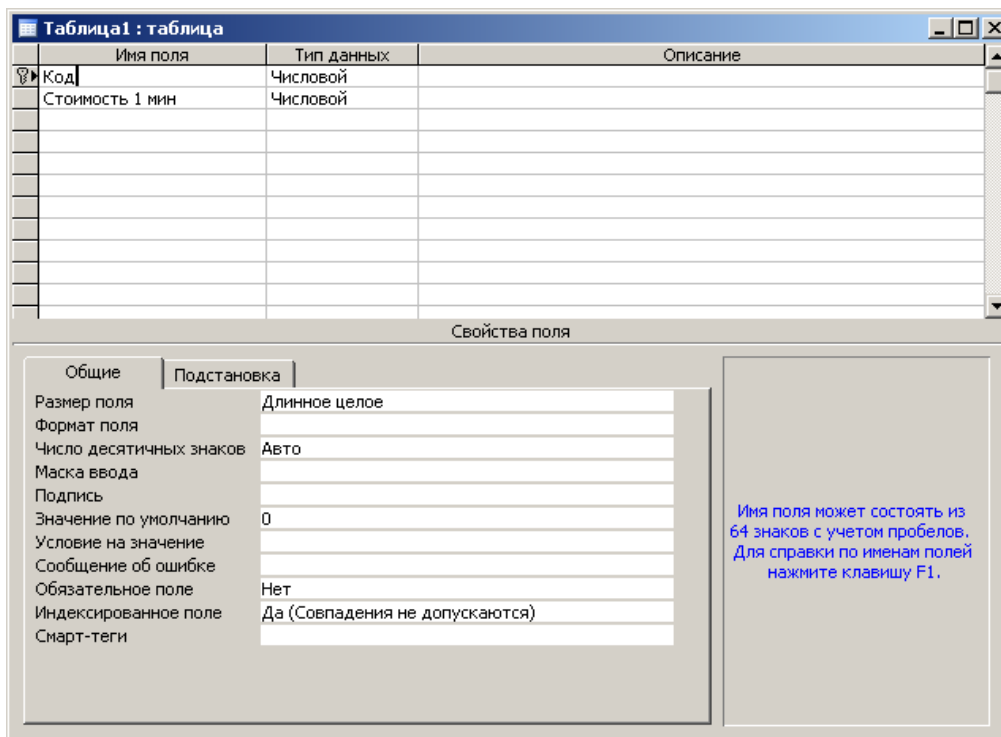 Таблица1 : таблица
Имя поля Тип данных Описание
Код Числовой
Стоимость 1 мин Числовой
Свойства поля
Общие Подстановка
Размер поля Длинное целое
Формат поля
Число десятичных знаков Авто
Маска ввода
Подпись
Значение по умолчанию 0
Условие на значение
Сообщение об ошибке
Обязательное поле Нет
Индексированное поле Да (Совпадения не допускаются)
Смарт-теги
Имя поля может состоять из
64 знаков с учетом пробелов.
Для справки по именам полей
нажмите клавишу F1.